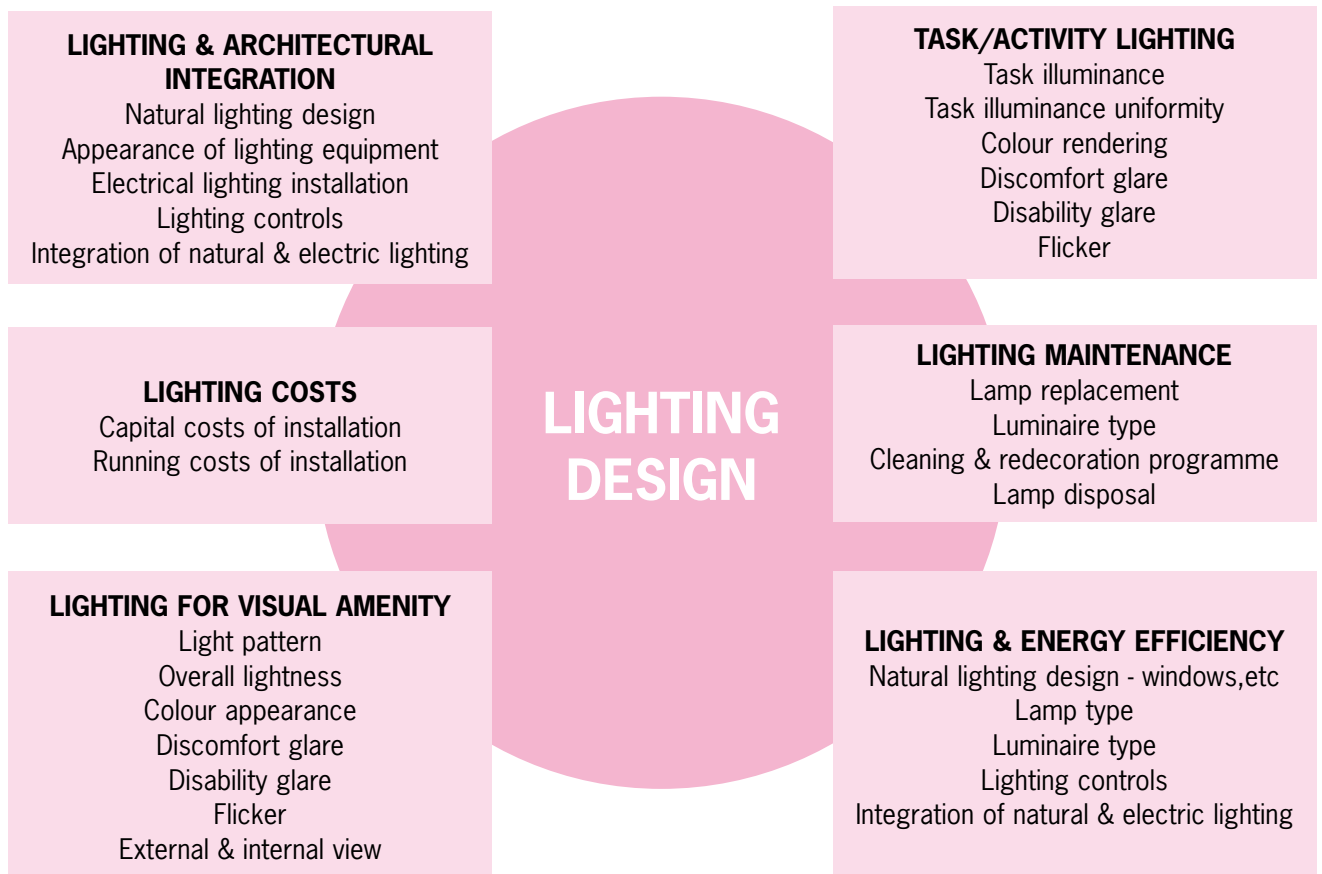 LIGHTING & ARCHITECTURAL
INTEGRATION
Natural lighting design
Appearance of lighting equipment
Electrical lighting installation
Lighting controls
Integration of natural & electric lighting
TASK/ACTIVITY LIGHTING
Task illuminance
Task illuminance uniformity
Colour rendering
Discomfort glare
Disability glare
Flicker
LIGHTING COSTS
Capital costs of installation
Running costs of installation
LIGHTING
DESIGN
LIGHTING MAINTENANCE
Lamp replacement
Luminaire type
Cleaning & redecoration programme
Lamp disposal
LIGHTING FOR VISUAL AMENITY
Light pattern
Overall lightness
Colour appearance
Discomfort glare
Disability glare
Flicker
External & internal view
LIGHTING & ENERGY EFFICIENCY
Natural lighting design - windows,etc
Lamp type
Luminaire type
Lighting controls
Integration of natural & electric lighting